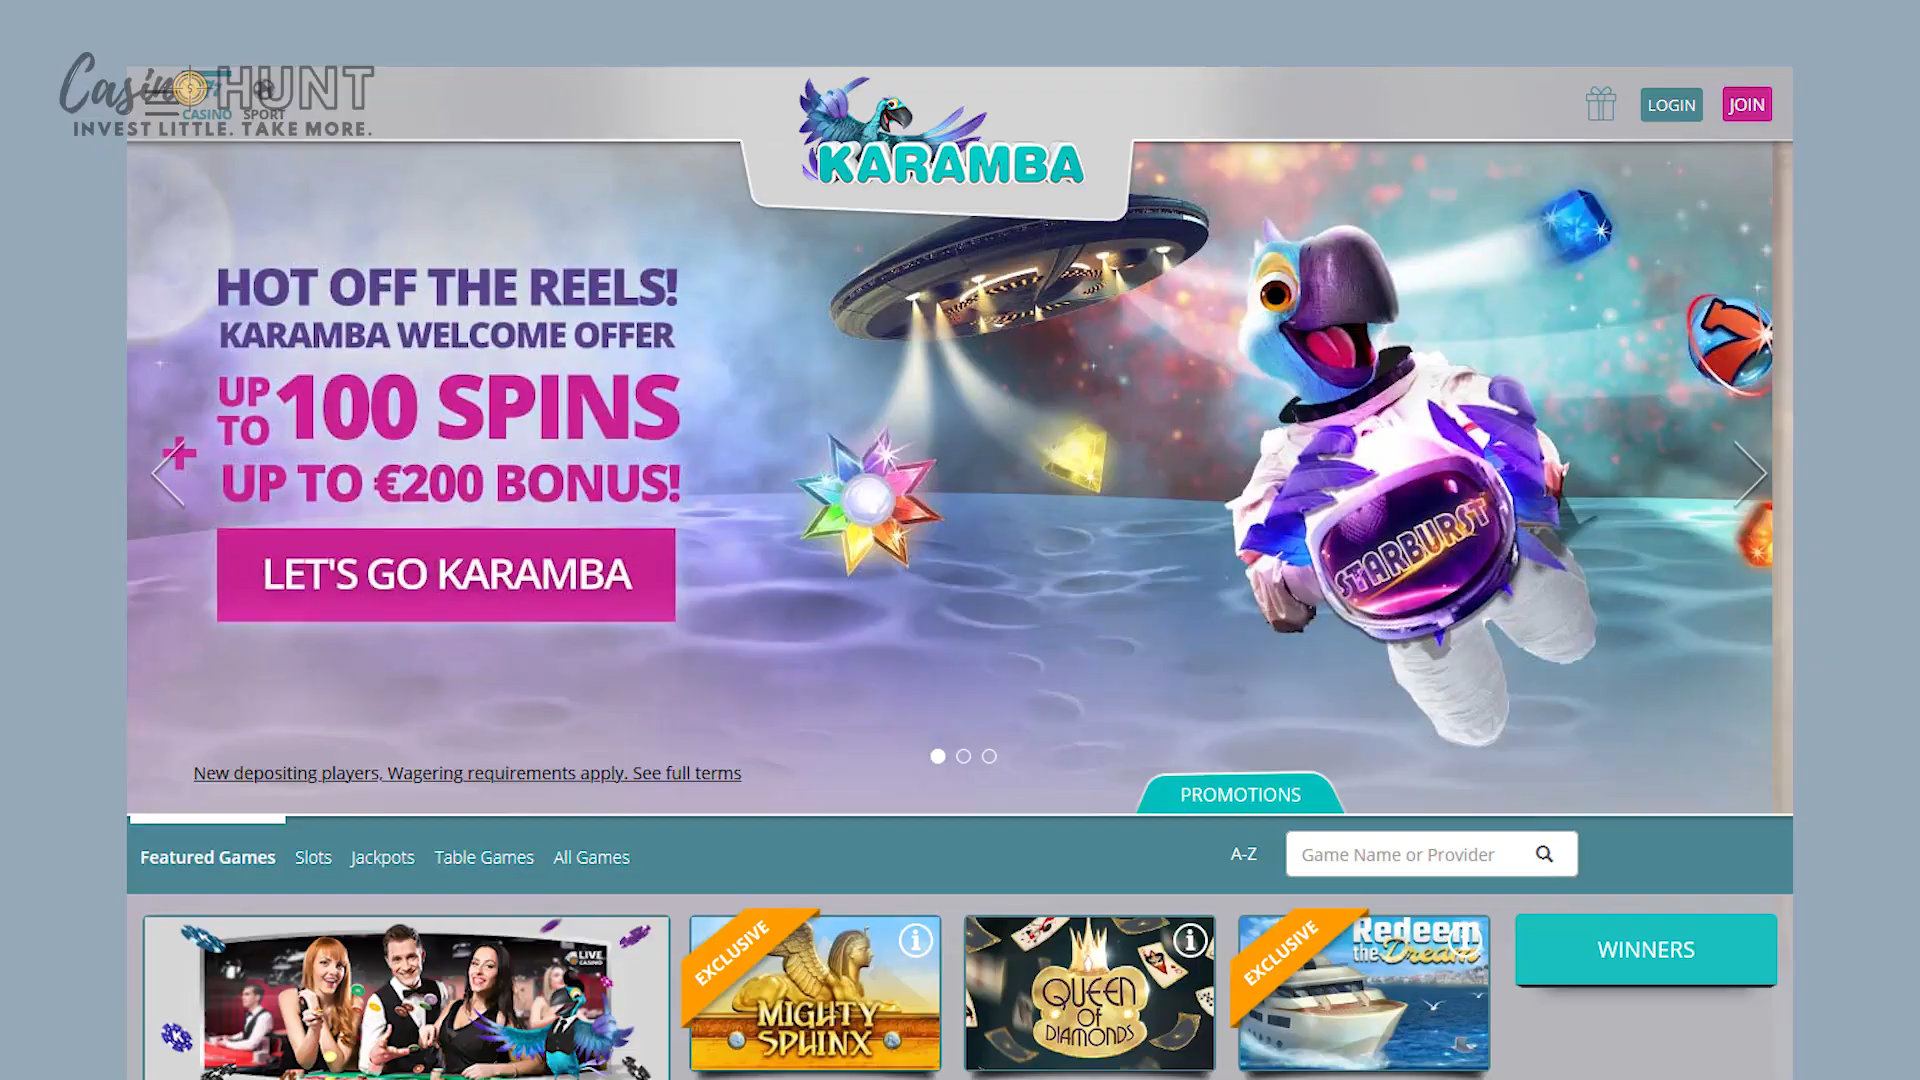 Casino HUNT
INVEST LITTLE. TAKE MORE.
CASINO SPORT
KARAMBA
LOGIN
JOIN
HOT OFF THE REELS!
KARAMBA WELCOME OFFER
UP TO 100 SPINS
+ UP TO €200 BONUS!
LET'S GO KARAMBA
STARBURST
7
New depositing players, Wagering requirements apply. See full terms
PROMOTIONS
Featured Games Slots Jackpots Table Games All Games
A-Z
Game Name or Provider
LIVE CASINO
EXCLUSIVE
MIGHTY
SPHINX
QUEEN
OF
DIAMONDS
EXCLUSIVE
Redeem
the Dream
WINNERS